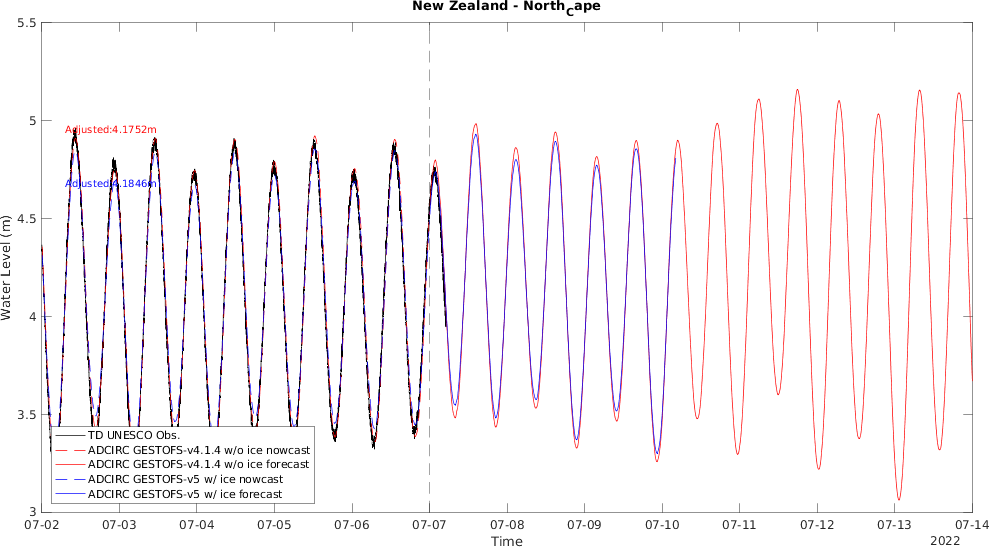 New Zealand - NorthCape
5.5
5
4.5
4
3.5
3
Water Level (m)
Adjusted:4.1752m
Adjusted:4.1846m
TD UNESCO Obs.
ADCIRC GESTOFS-v4.1.4 w/o ice nowcast
ADCIRC GESTOFS-v4.1.4 w/o ice forecast
ADCIRC GESTOFS-v5 w/ ice nowcast
ADCIRC GESTOFS-v5 w/ ice forecast
07-02 07-03 07-04 07-05 07-06 07-07 07-08 07-09 07-10 07-11 07-12 07-13 07-14
Time
2022